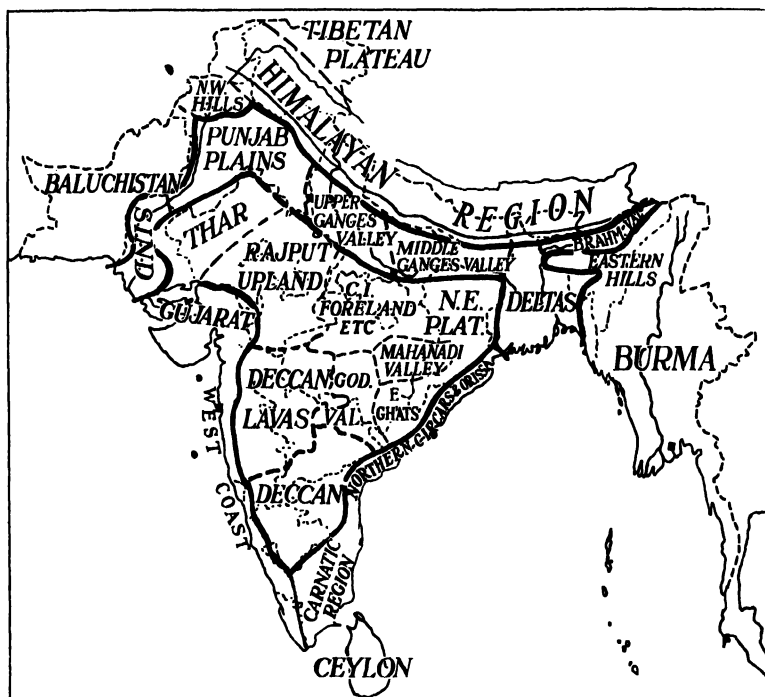 TIBETAN
PLATEAU
N.W.
HILLS
HIMALAYAN
REGION
PUNJAB
PLAINS
BALUCHISTAN
SIND
THAR
UPPER
GANGES
VALLEY
MIDDLE
GANGES VALLEY
BRAHM. VAL.
EASTERN
HILLS
RAJPUT
UPLAND
C.I.
FORELAND
ETC
N.E.
PLAT.
DELTAS
GUJARAT
MAHANADI
VALLEY
BURMA
DECCAN
LAVAS
GOD.
VAL.
E.
GHATS
NORTHERN CIRCARS & ORISSA
WEST COAST
DECCAN
CARNATIC
REGION
CEYLON